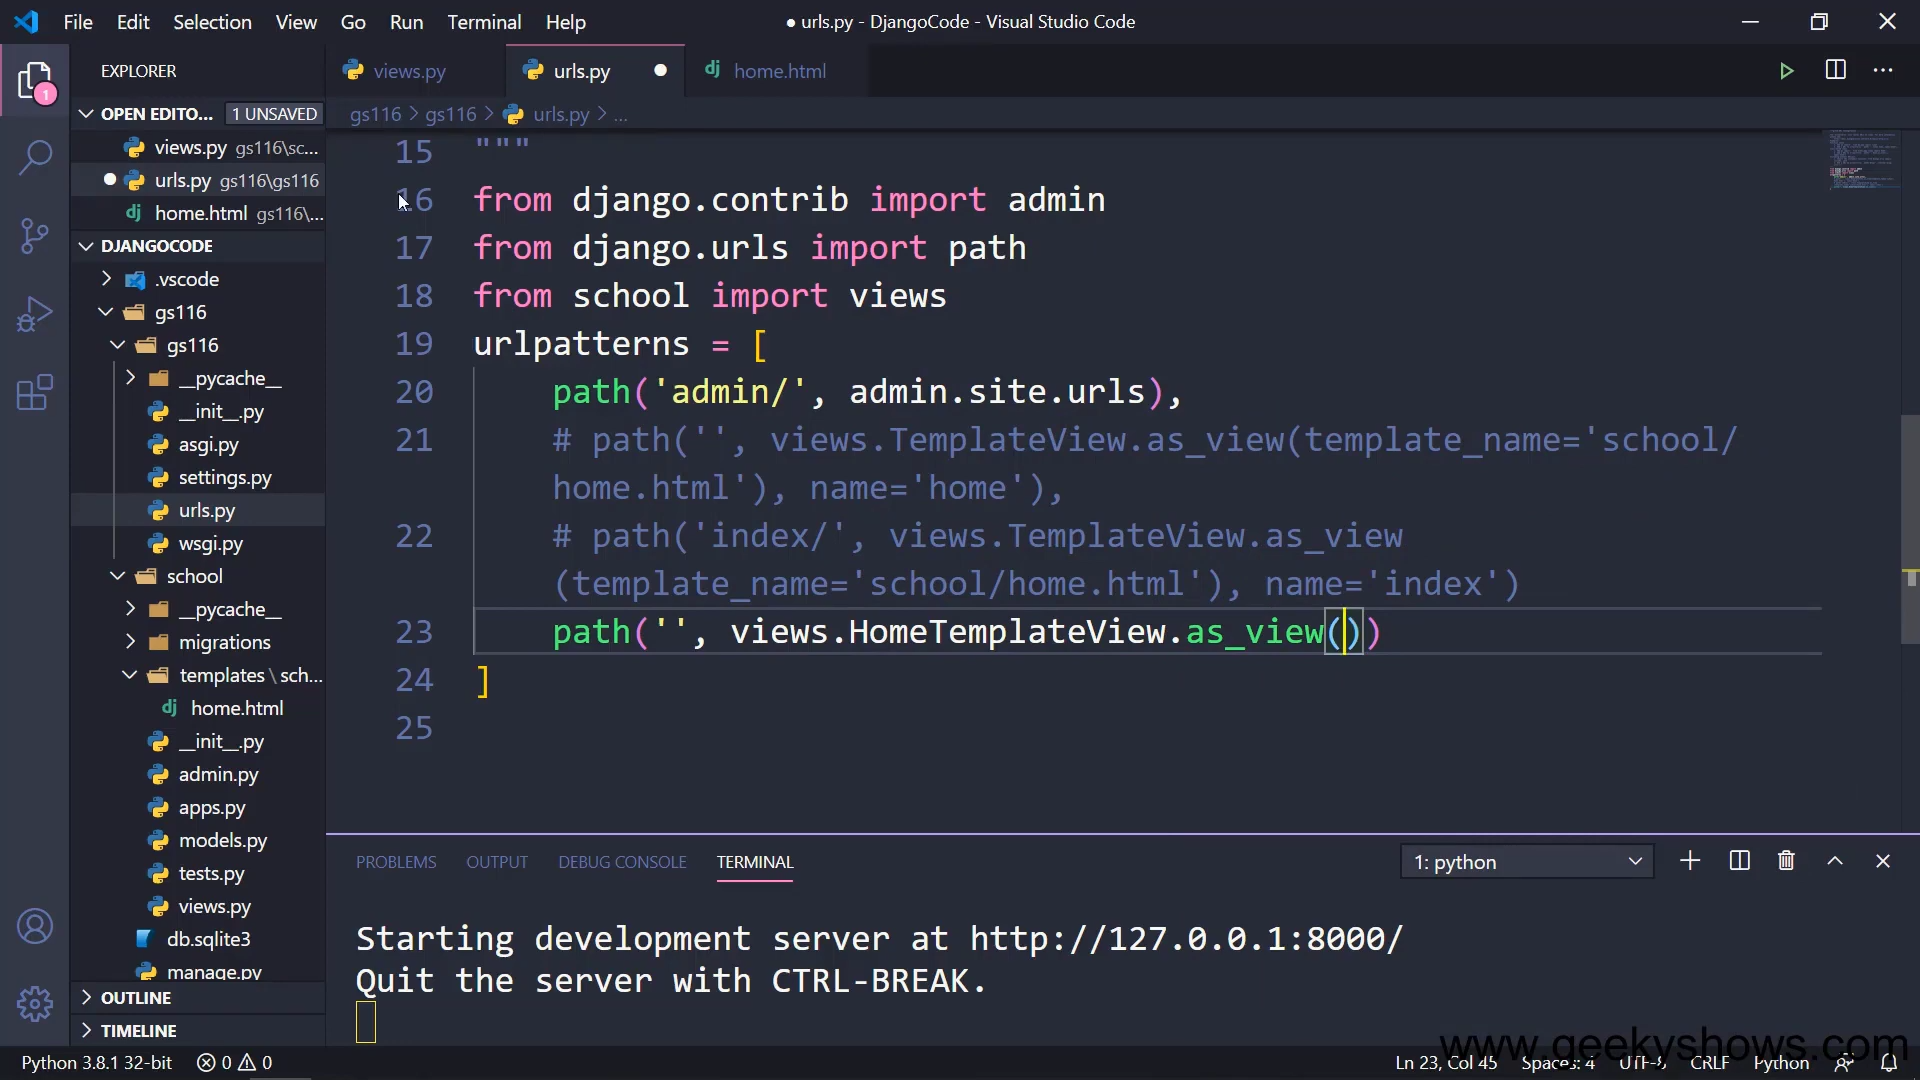 File Edit Selection View Go Run Terminal Help
● urls.py - DjangoCode - Visual Studio Code
EXPLORER
1
OPEN EDITO... 1 UNSAVED
views.py gs116\sc...
urls.py gs116\gs116
home.html gs116\...
DJANGOCODE
.vscode
gs116
gs116
__pycache__
__init__.py
asgi.py
settings.py
urls.py
wsgi.py
school
__pycache__
migrations
templates\sch...
home.html
__init__.py
admin.py
apps.py
models.py
tests.py
views.py
db.sqlite3
manage.py
OUTLINE
TIMELINE
views.py urls.py home.html
gs116 > gs116 > urls.py > ...
15 """
16 from django.contrib import admin
17 from django.urls import path
18 from school import views
19 urlpatterns = [
20 path('admin/', admin.site.urls),
21 # path('', views.TemplateView.as_view(template_name='school/
home.html'), name='home'),
22 # path('index/', views.TemplateView.as_view
(template_name='school/home.html'), name='index')
23 path('', views.HomeTemplateView.as_view())
24 ]
25
PROBLEMS OUTPUT DEBUG CONSOLE TERMINAL
1: python
Starting development server at http://127.0.0.1:8000/
Quit the server with CTRL-BREAK.
www.geekyshows.com
Python 3.8.1 32-bit 0 0
Ln 23, Col 45 Spaces: 4 UTF-8 CRLF Python